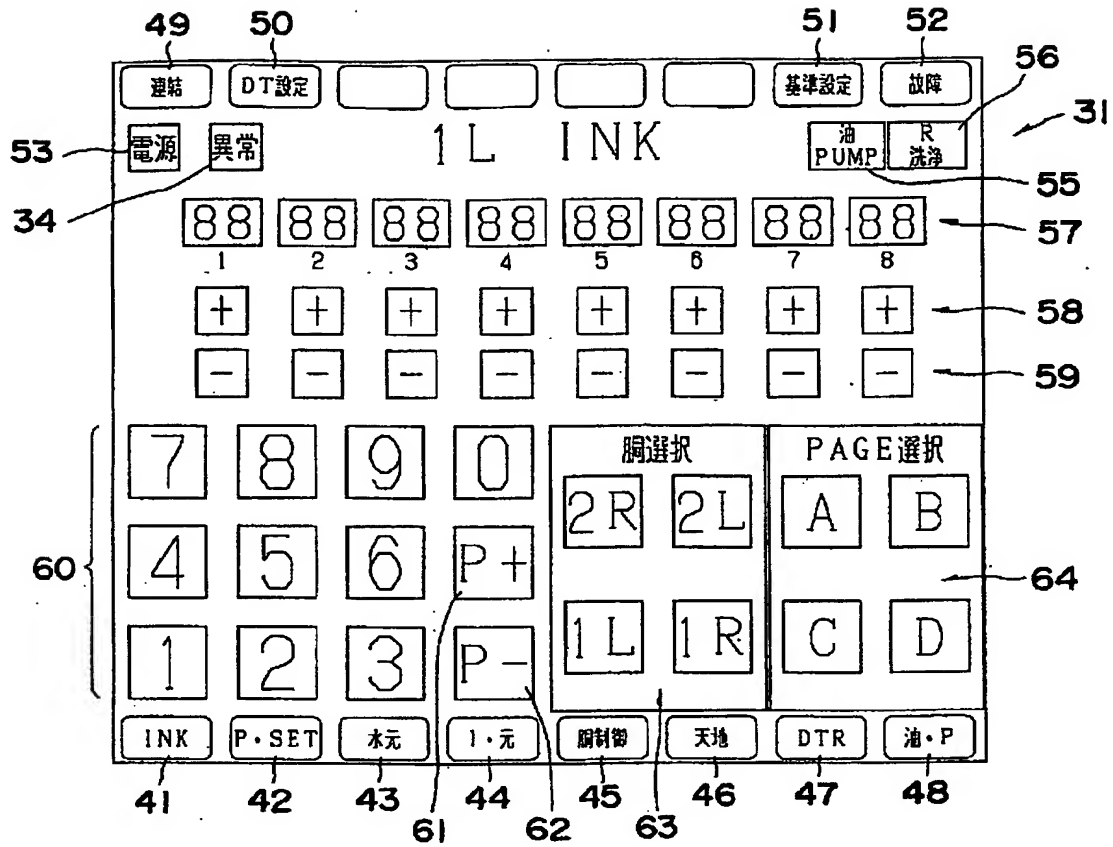 49 50 51 52
連結 DT設定 基準設定 故障
56
31
53 電源 異常 1L INK 油 PUMP R 洗浄
34 55
88 88 88 88 88 88 88 88 57
1 2 3 4 5 6 7 8
+ + + + + + + + 58
- - - - - - - - 59
胴選択 PAGE選択
7 8 9 0 2R 2L A B
60 4 5 6 P+ 64
1 2 3 P- 1L 1R C D
INK P・SET 水元 I・元 胴制御 天地 DTR 油・P
41 42 43 44 45 46 47 48
61 62 63